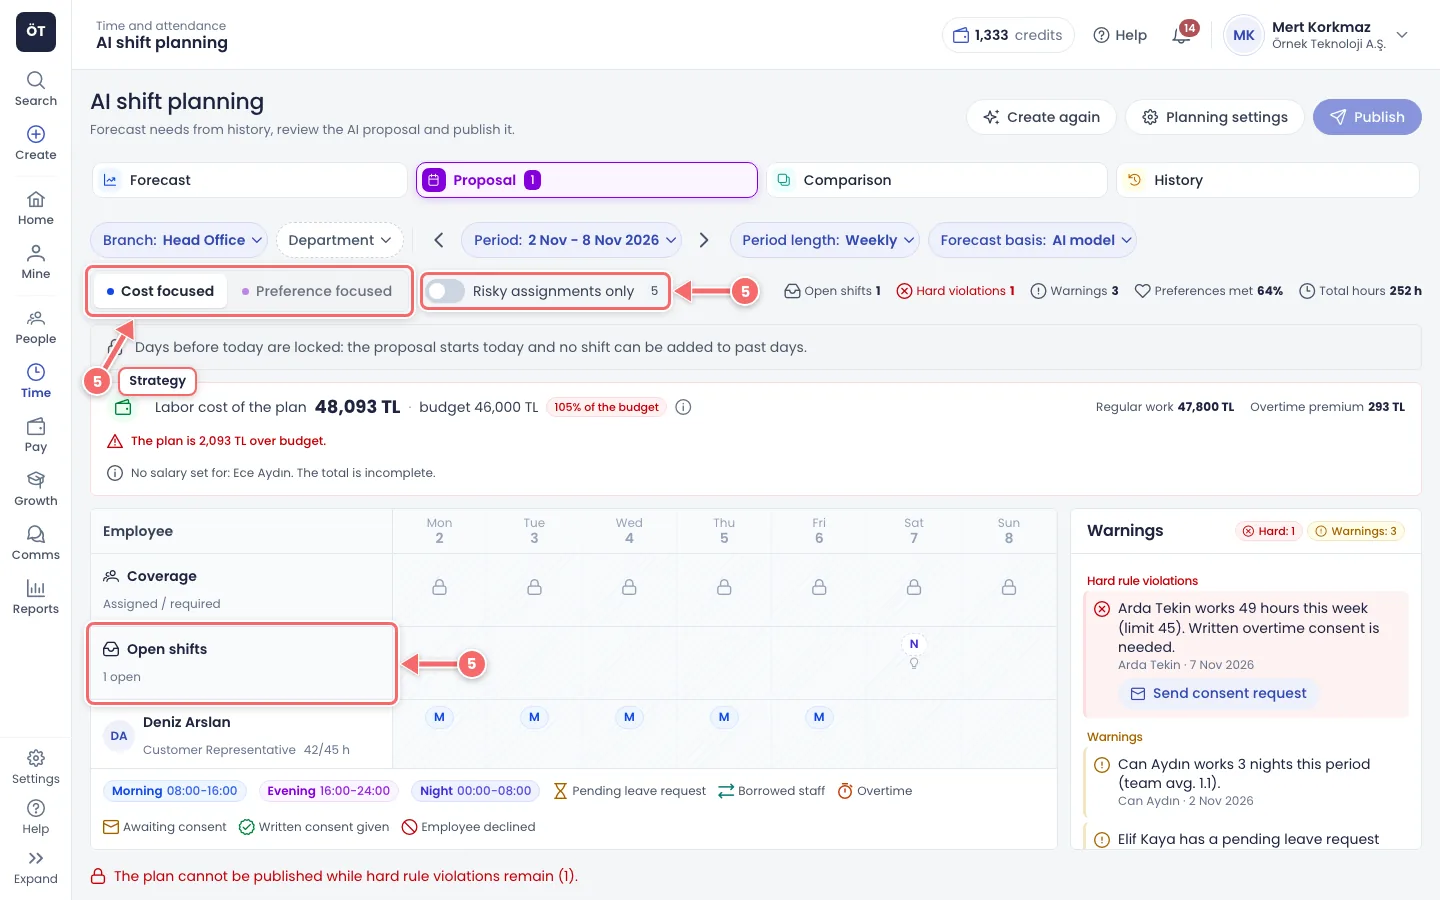 ÖT
Search
Create
Home
Mine
People
Time
Pay
Growth
Comms
Reports
Settings
Help
Expand
Time and attendance
AI shift planning
1,333 credits
Help
14
MK
Mert Korkmaz
Örnek Teknoloji A.Ş.
AI shift planning
Forecast needs from history, review the AI proposal and publish it.
Create again
Planning settings
Publish
Forecast
Proposal 1
Comparison
History
Branch: Head Office
Department
Period: 2 Nov – 8 Nov 2026
Period length: Weekly
Forecast basis: AI model
Cost focused
Preference focused
Risky assignments only 5
5
Open shifts 1
Hard violations 1
Warnings 3
Preferences met 64%
Total hours 252 h
Days before today are locked: the proposal starts today and no shift can be added to past days.
5
Strategy
Labor cost of the plan 48,093 TL · budget 46,000 TL 105% of the budget
Regular work 47,800 TL Overtime premium 293 TL
The plan is 2,093 TL over budget.
No salary set for: Ece Aydın. The total is incomplete.
Employee
Mon 2
Tue 3
Wed 4
Thu 5
Fri 6
Sat 7
Sun 8
Coverage
Assigned / required
Open shifts
1 open
5
N
DA
Deniz Arslan
Customer Representative 42/45 h
M
M
M
M
M
Morning 08:00-16:00
Evening 16:00-24:00
Night 00:00-08:00
Pending leave request
Borrowed staff
Overtime
Awaiting consent
Written consent given
Employee declined
Warnings
Hard: 1
Warnings: 3
Hard rule violations
Arda Tekin works 49 hours this week
(limit 45). Written overtime consent is
needed.
Arda Tekin · 7 Nov 2026
Send consent request
Warnings
Can Aydın works 3 nights this period
(team avg. 1.1).
Can Aydın · 2 Nov 2026
Elif Kaya has a pending leave request
The plan cannot be published while hard rule violations remain (1).